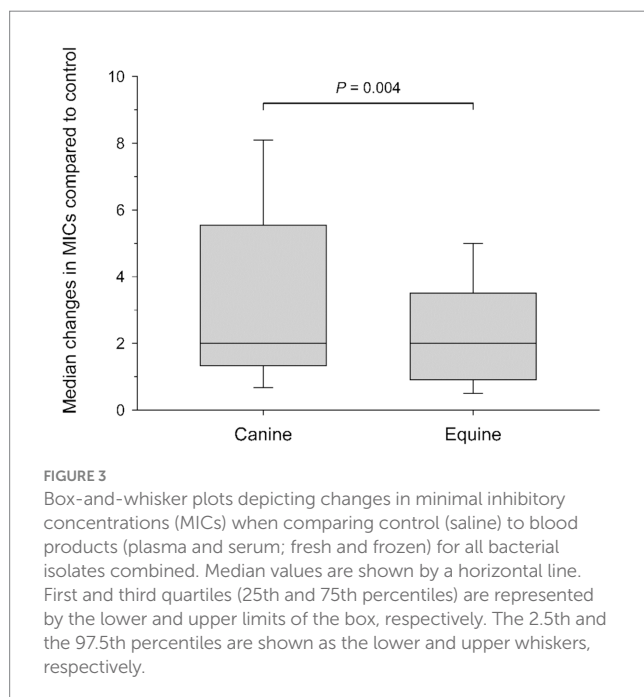 Median changes in MICs compared to control
10
8
6
4
2
0
P = 0.004
Canine
Equine
FIGURE 3
Box-and-whisker plots depicting changes in minimal inhibitory
concentrations (MICs) when comparing control (saline) to blood
products (plasma and serum; fresh and frozen) for all bacterial
isolates combined. Median values are shown by a horizontal line.
First and third quartiles (25th and 75th percentiles) are represented
by the lower and upper limits of the box, respectively. The 2.5th and
the 97.5th percentiles are shown as the lower and upper whiskers,
respectively.